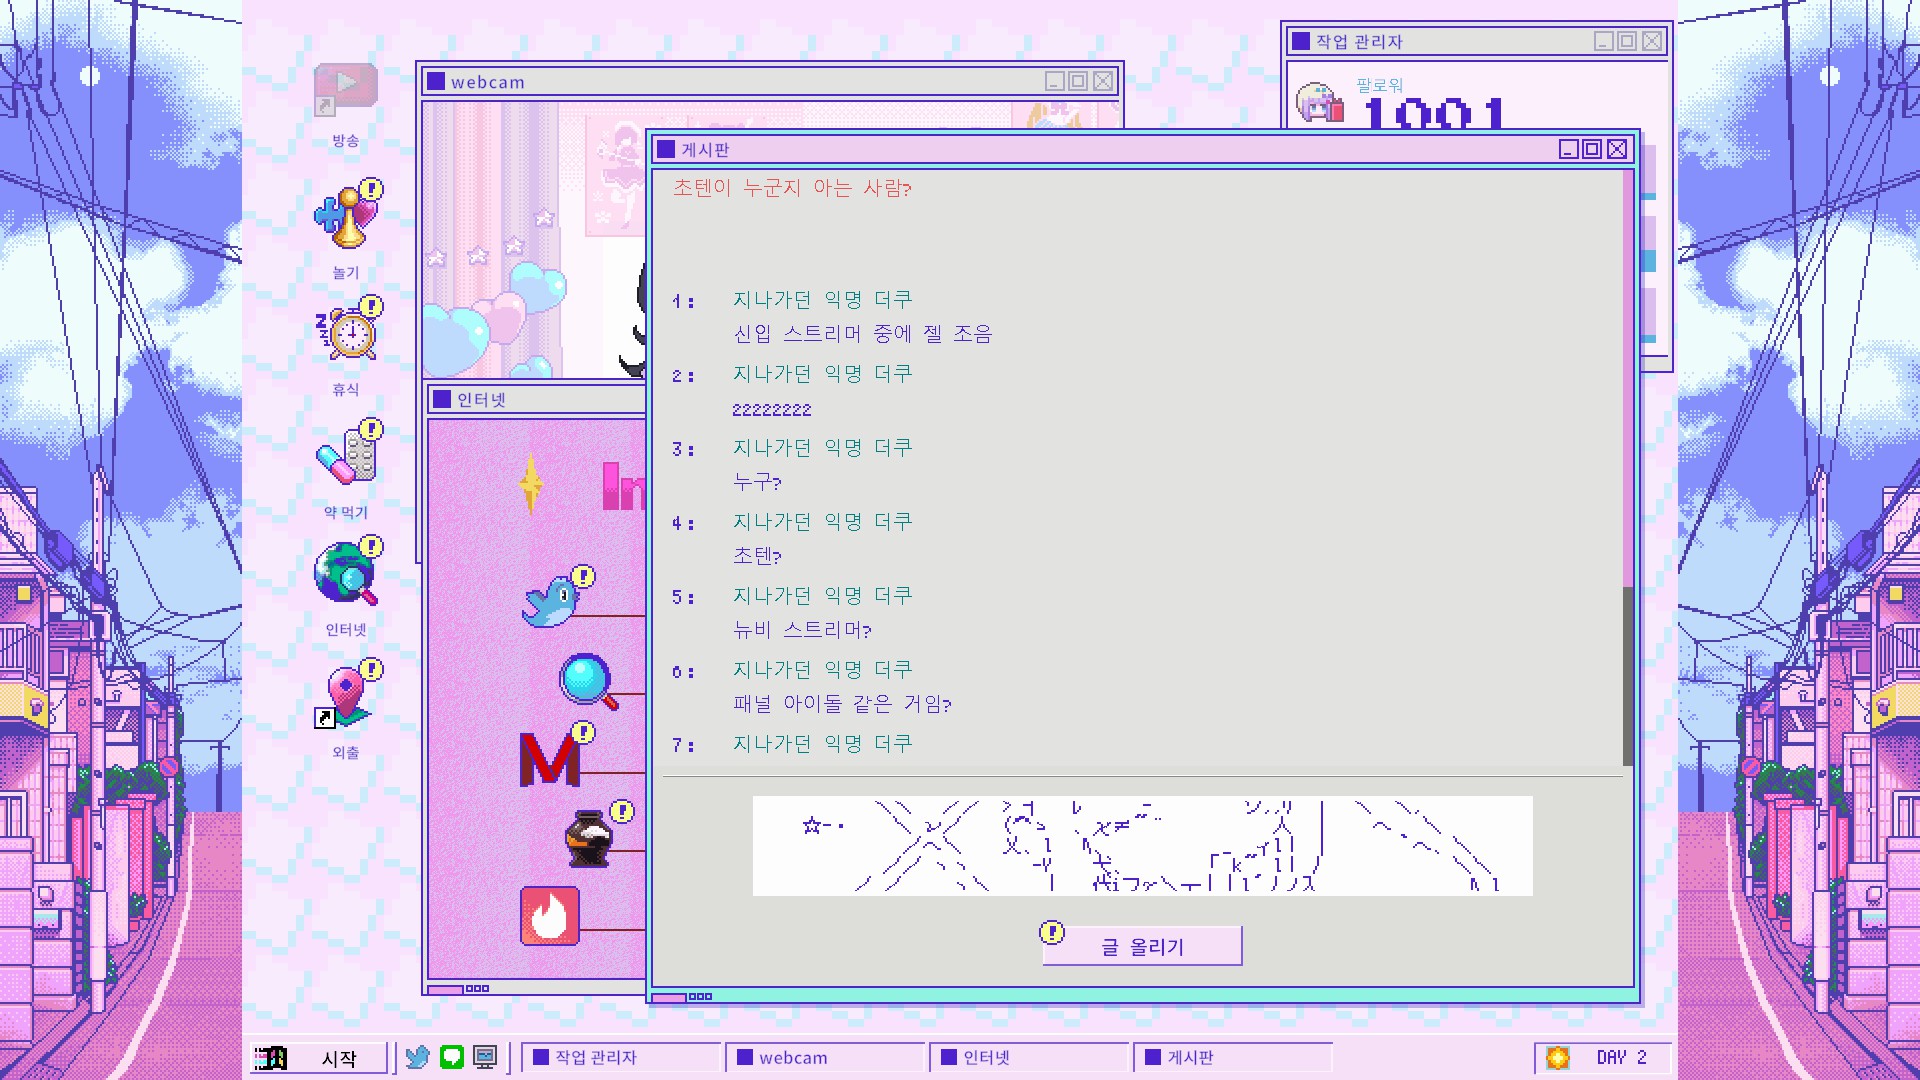 작업 관리자
팔로워
webcam
방송
게시판
초텐이 누군지 아는 사람?
놀기
1: 지나가던 익명 더쿠
신입 스트리머 중에 젤 조음
2: 지나가던 익명 더쿠
22222222
휴식
인터넷
3: 지나가던 익명 더쿠
누구?
약 먹기
4: 지나가던 익명 더쿠
초텐?
5: 지나가던 익명 더쿠
뉴비 스트리머?
인터넷
6: 지나가던 익명 더쿠
패널 아이돌 같은 거임?
7: 지나가던 익명 더쿠
외출
글 올리기
시작
작업 관리자
webcam
인터넷
게시판
DAY 2